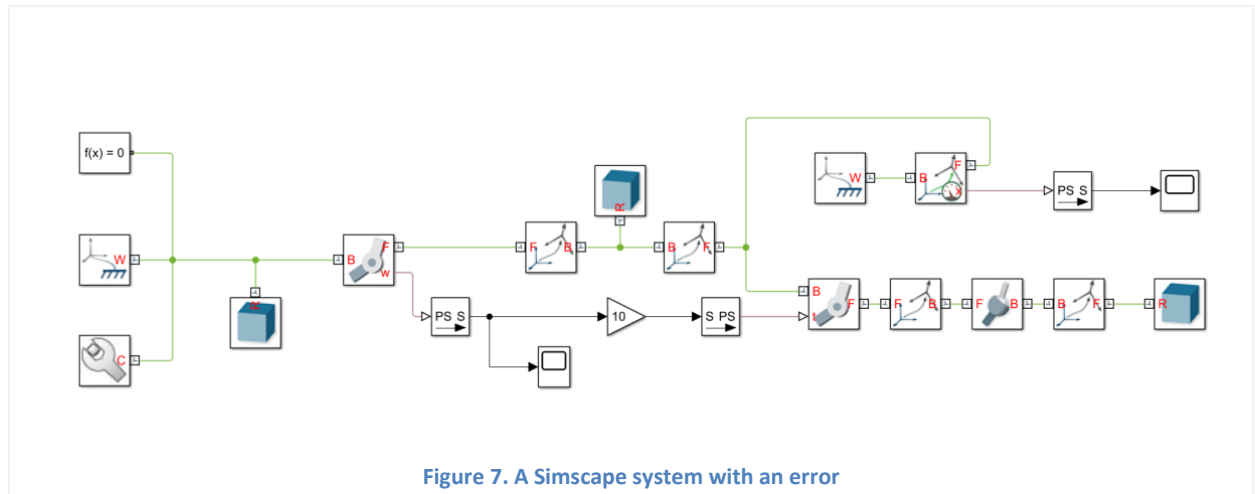 f(x) = 0
F
W
B
x
PS S
R
W
B
F
w
F
B
B
F
R
PS S
10
S PS
B
t
F
F
B
F
B
B
F
R
C
Figure 7. A Simscape system with an error